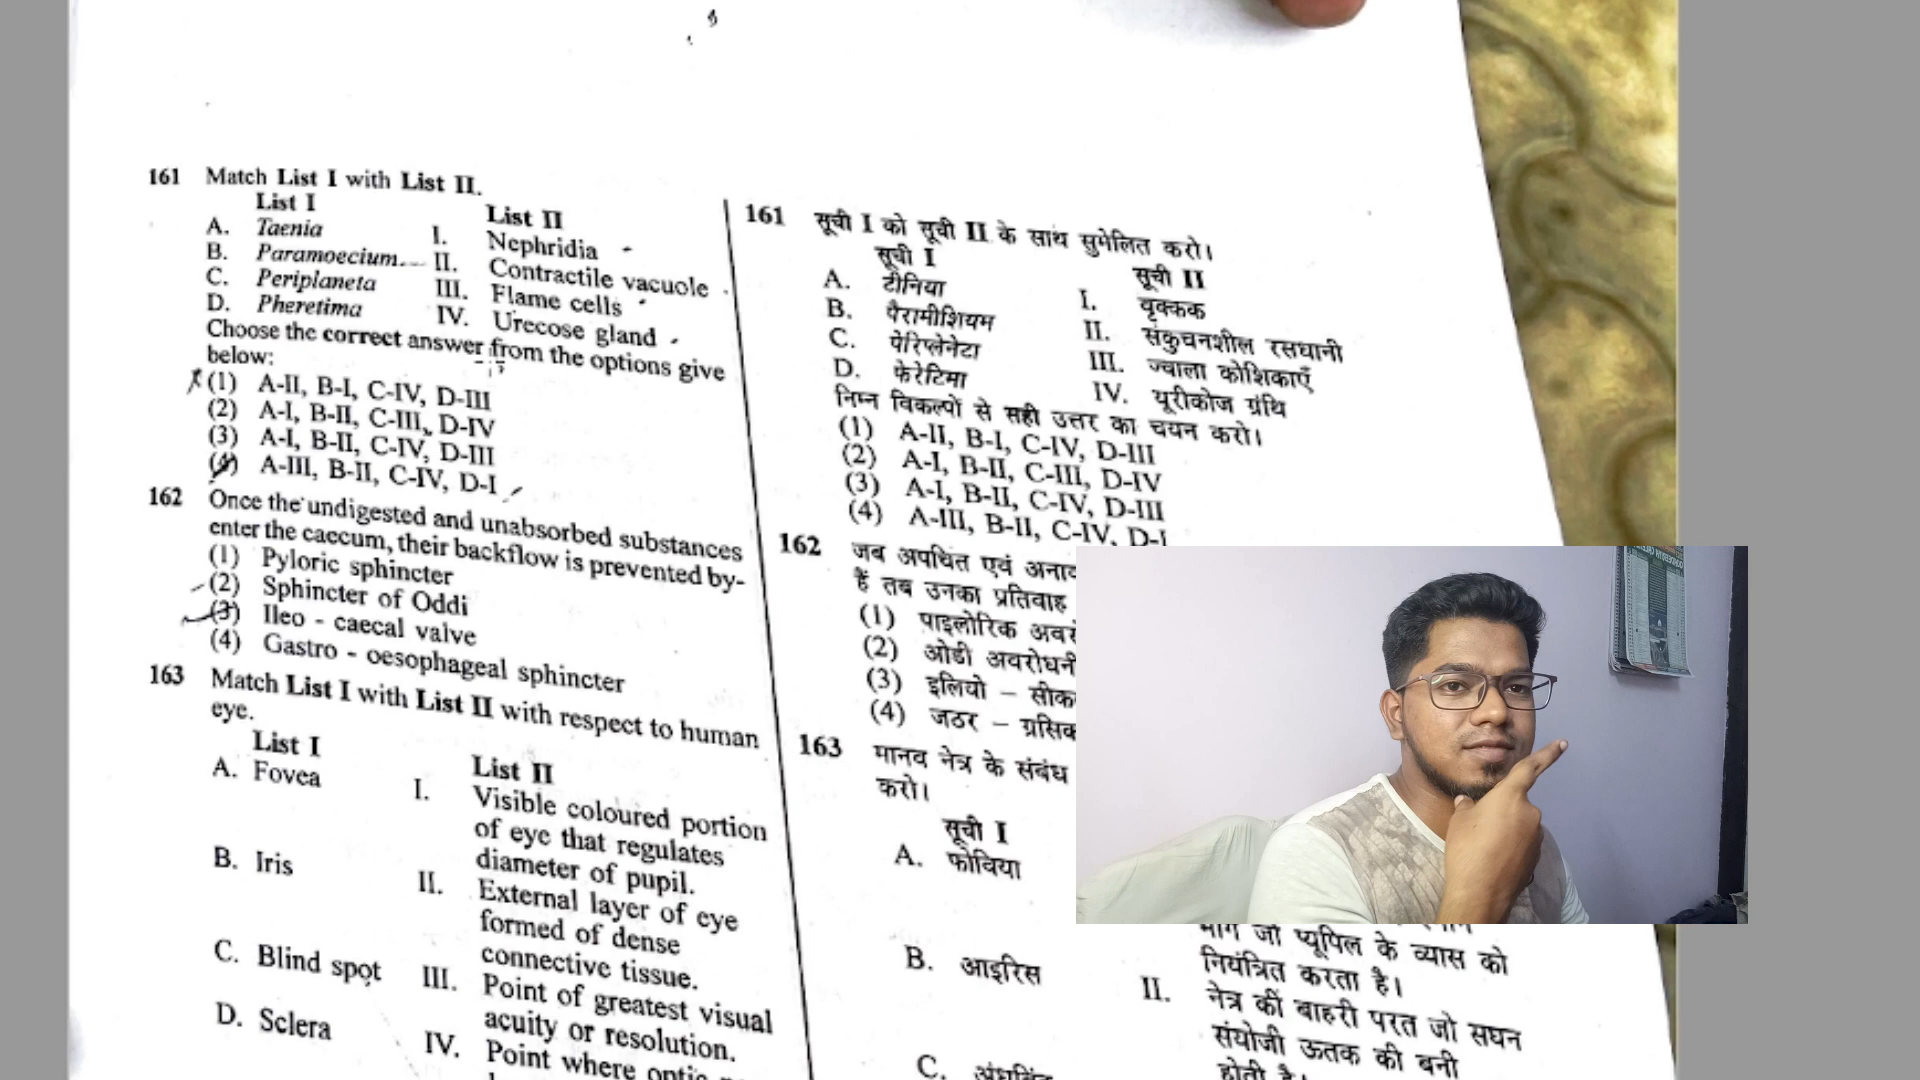 161 Match List I with List II.
List I List II
A. Taenia I. Nephridia
B. Paramoecium II. Contractile vacuole
C. Periplaneta III. Flame cells
D. Pheretima IV. Urecose gland
Choose the correct answer from the options give
below:
(1) A-II, B-I, C-IV, D-III
(2) A-I, B-II, C-III, D-IV
(3) A-I, B-II, C-IV, D-III
(4) A-III, B-II, C-IV, D-I
162 Once the undigested and unabsorbed substances
enter the caecum, their backflow is prevented by-
(1) Pyloric sphincter
(2) Sphincter of Oddi
(3) Ileo - caecal valve
(4) Gastro - oesophageal sphincter
163 Match List I with List II with respect to human
eye.
List I List II
A. Fovea I. Visible coloured portion
of eye that regulates
diameter of pupil.
B. Iris II. External layer of eye
formed of dense
connective tissue.
C. Blind spot III. Point of greatest visual
acuity or resolution.
D. Sclera IV. Point where optic
161 सूची I को सूची II के साथ सुमेलित करो।
सूची I सूची II
A. टीनिया I. वृक्कक
B. पैरामीशियम II. संकुचनशील रसधानी
C. पेरिप्लेनेटा III. ज्वाला कोशिकाएँ
D. फेरेटिमा IV. यूरीकोज ग्रंथि
निम्न विकल्पों से सही उत्तर का चयन करो।
(1) A-II, B-I, C-IV, D-III
(2) A-I, B-II, C-III, D-IV
(3) A-I, B-II, C-IV, D-III
(4) A-III, B-II, C-IV, D-I
162 जब अपचित एवं
हैं तब उनका प्रतिवाह
(1) पाइलोरिक
(2) ओडी अवरोधनी
(3) इलियो –
(4) जठर –
163 मानव नेत्र के संबंध
करो।
सूची I
A. फोविया
भाग जो प्यूपिल के व्यास को
नियंत्रित करता है।
B. आइरिस II. नेत्र की बाहरी परत जो सघन
संयोजी ऊतक की बनी
होती है।
C.